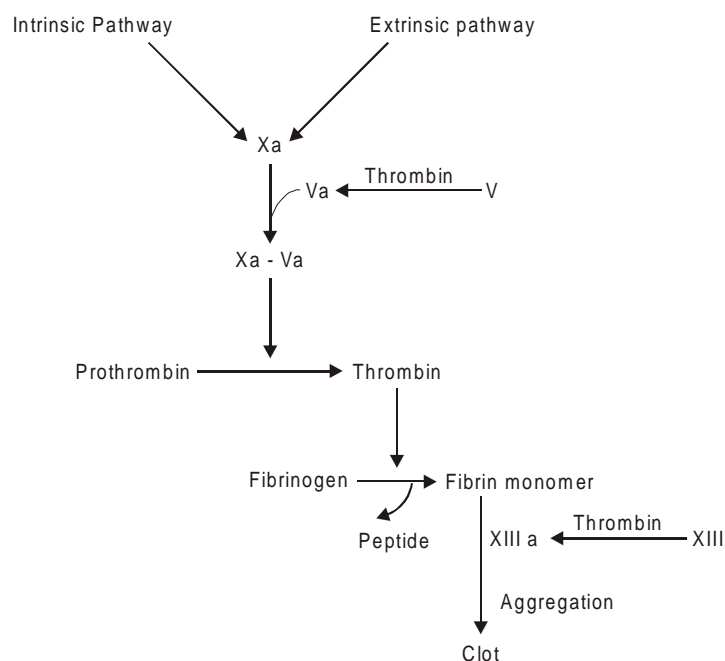 Intrinsic Pathway
Extrinsic pathway
Xa
Va
Thrombin
V
Xa - Va
Prothrombin
Thrombin
Fibrinogen
Fibrin monomer
Peptide
XIII a
Thrombin
XIII
Aggregation
Clot